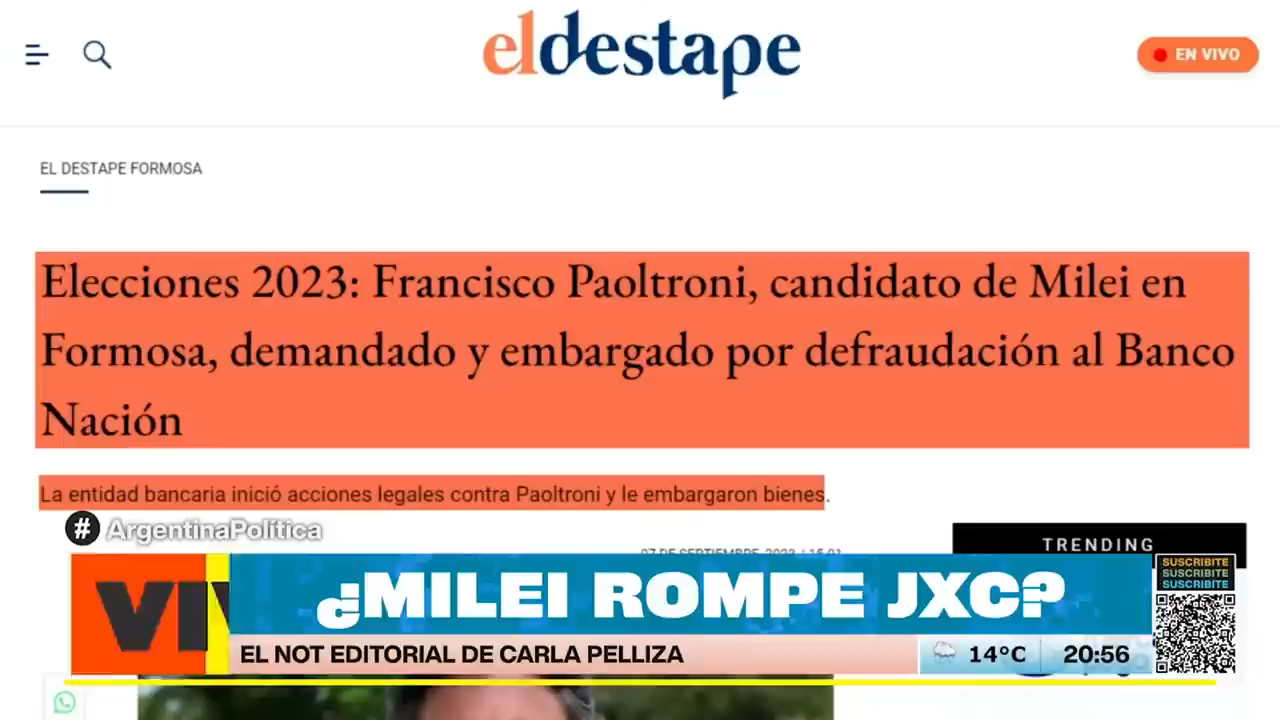 eldestape
EN VIVO
EL DESTAPE FORMOSA
Elecciones 2023: Francisco Paoltroni, candidato de Milei en
Formosa, demandado y embargado por defraudación al Banco
Nación
La entidad bancaria inició acciones legales contra Paoltroni y le embargaron bienes.
# ArgentinaPolítica
TRENDING
¿MILEI ROMPE JXC?
SUSCRIBITE
SUSCRIBITE
SUSCRIBITE
EL NOT EDITORIAL DE CARLA PELLIZA
14°C
20:56